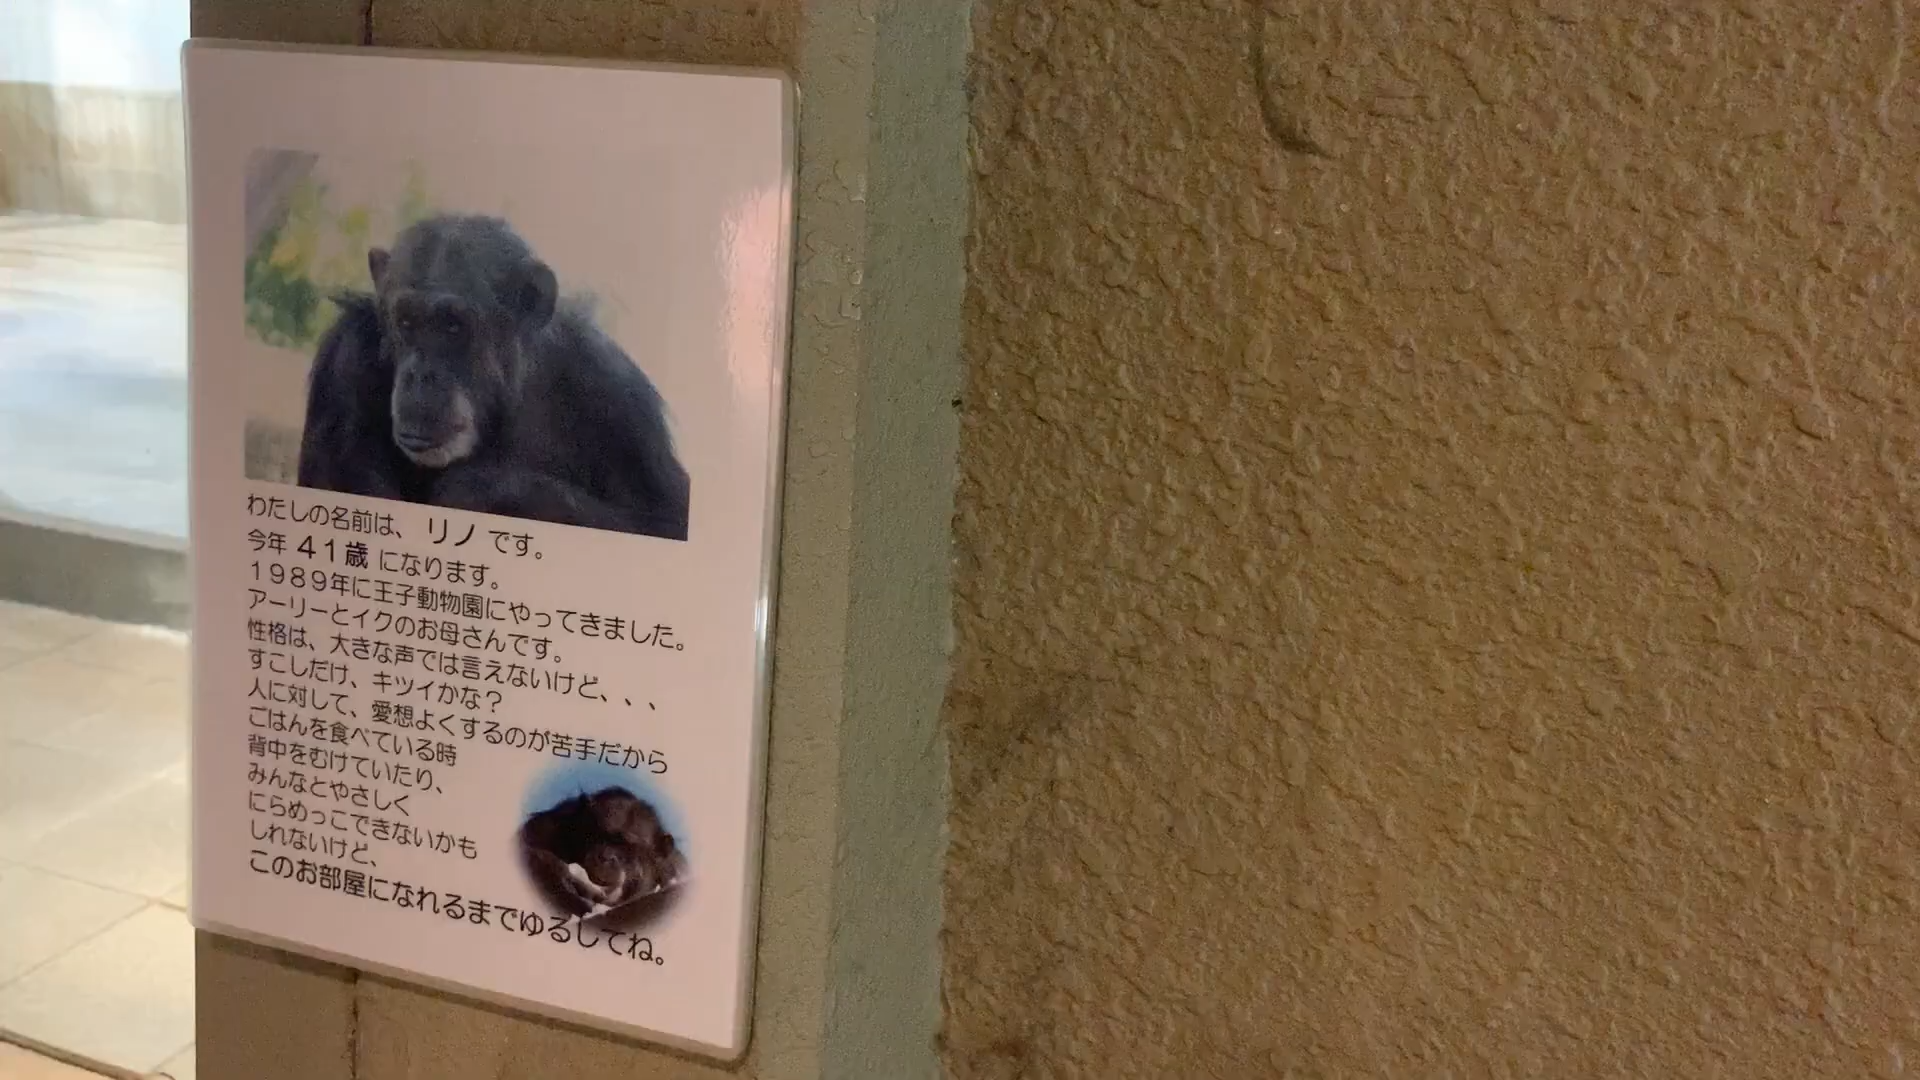 わたしの名前は、リノです。
今年 41歳 になります。
1989年に王子動物園にやってきました。
アーリーとイクのお母さんです。
性格は、大きな声では言えないけど、、、
すこしだけ、キツイかな？
人に対して、愛想よくするのが苦手だから
ごはんを食べている時
背中をむけていたり、
みんなとやさしく
にらめっこできないかも
しれないけど、
このお部屋になれるまでゆるしてね。